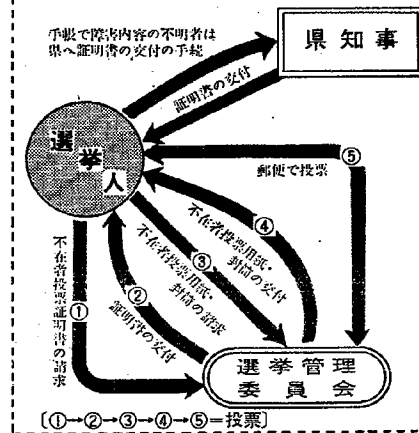 手帳で障害内容の不明者は
県へ証明書の交付の手続
県知事
証明書の交付
選挙人
⑤
郵便で投票
④
不在者投票用紙・
封筒の交付
③
不在者投票用紙・
封筒の請求
②
証明書の交付
①
不在者投票証明書の請求
選挙管理
委員会
〔①→②→③→④→⑤=投票〕